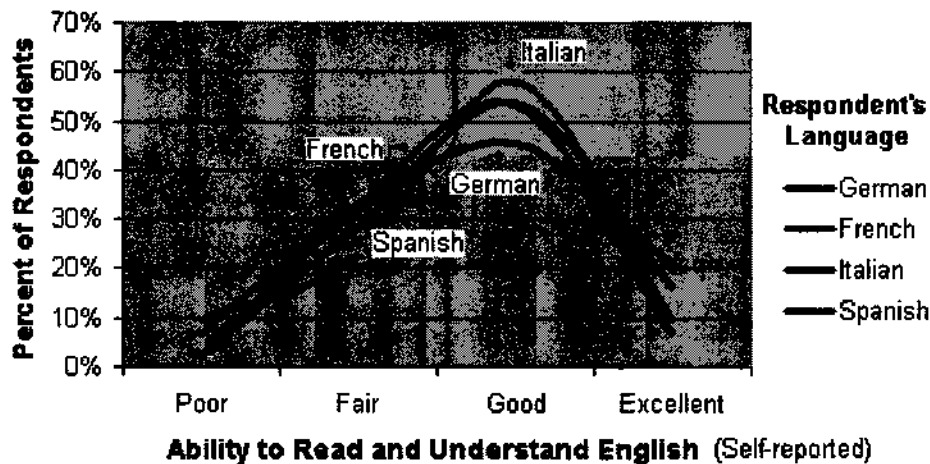 70%
60%
50%
40%
30%
20%
10%
0%
Percent of Respondents
Italian
French
German
Spanish
Poor Fair Good Excellent
Ability to Read and Understand English (Self-reported)
Respondent's
Language
German
French
Italian
Spanish